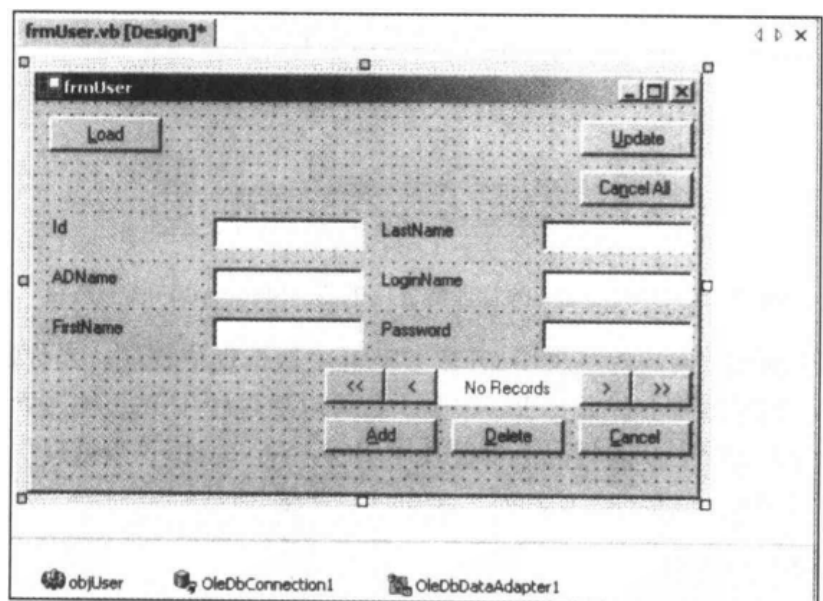 frmUser.vb [Design]*
frmUser
Load
Update
Cancel All
Id
LastName
ADName
LoginName
FirstName
Password
<< < No Records > >>
Add Delete Cancel
objUser OleDbConnection1 OleDbDataAdapter1